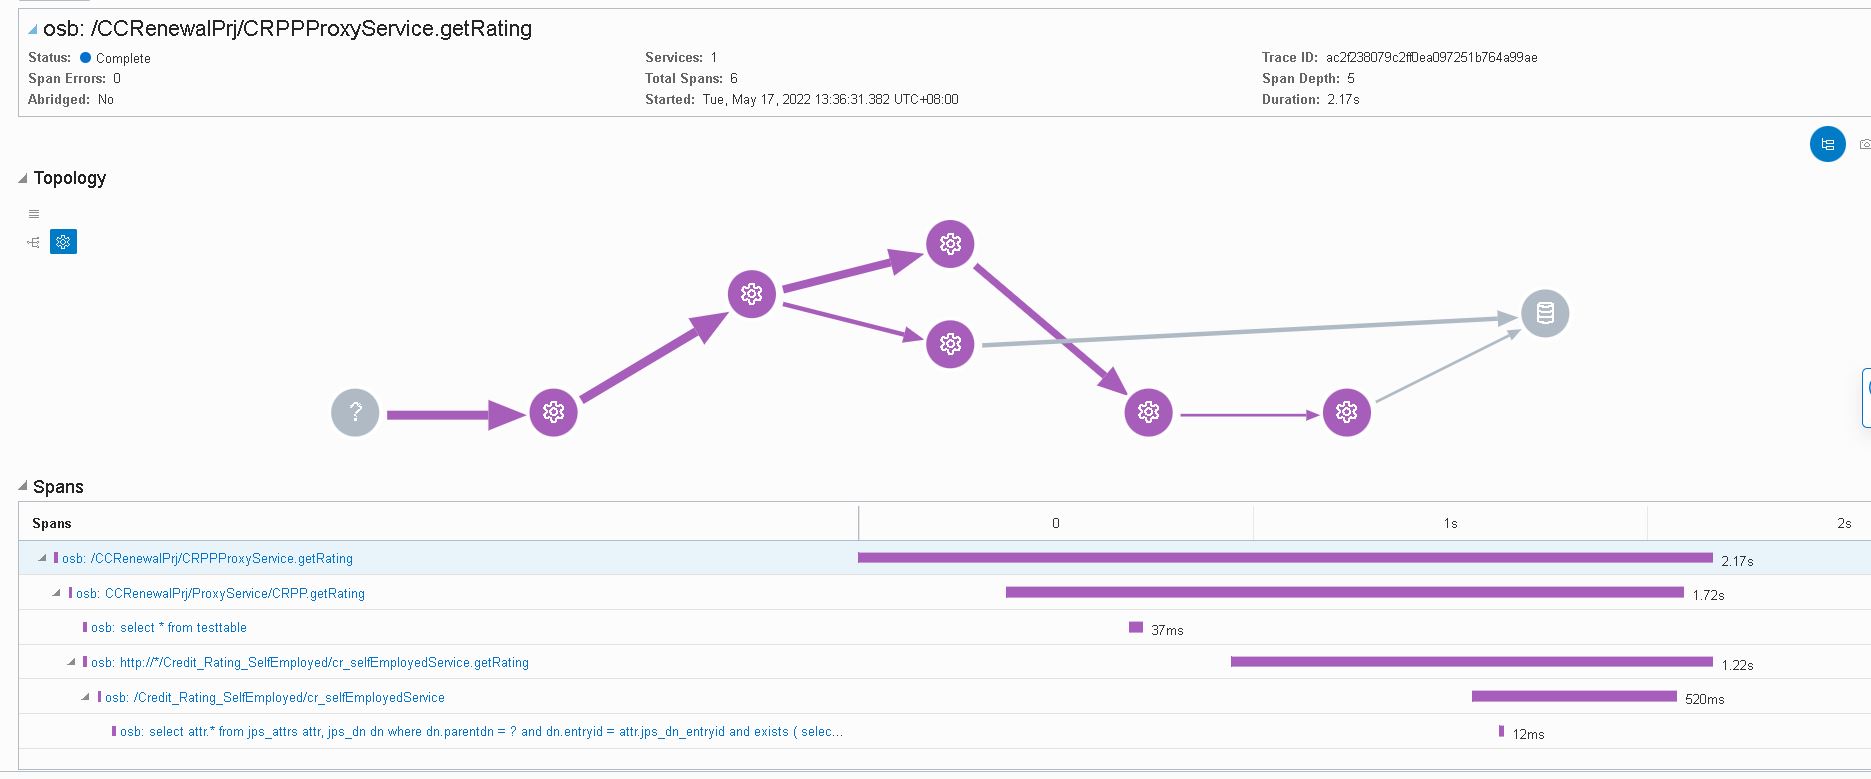 osb: /CCRenewalPrj/CRPPProxyService.getRating
Status: Complete
Services: 1
Trace ID: ac2f238079c2ff0ea097251b764a99ae
Span Errors: 0
Total Spans: 6
Span Depth: 5
Abridged: No
Started: Tue, May 17, 2022 13:36:31.382 UTC+08:00
Duration: 2.17s
Topology
?
Spans
Spans
0
1s
2s
osb: /CCRenewalPrj/CRPPProxyService.getRating
2.17s
osb: CCRenewalPrj/ProxyService/CRPP.getRating
1.72s
osb: select * from testtable
37ms
osb: http://*/Credit_Rating_SelfEmployed/cr_selfEmployedService.getRating
1.22s
osb: /Credit_Rating_SelfEmployed/cr_selfEmployedService
520ms
osb: select attr.* from jps_attrs attr, jps_dn dn where dn.parentdn = ? and dn.entryid = attr.jps_dn_entryid and exists ( selec...
12ms